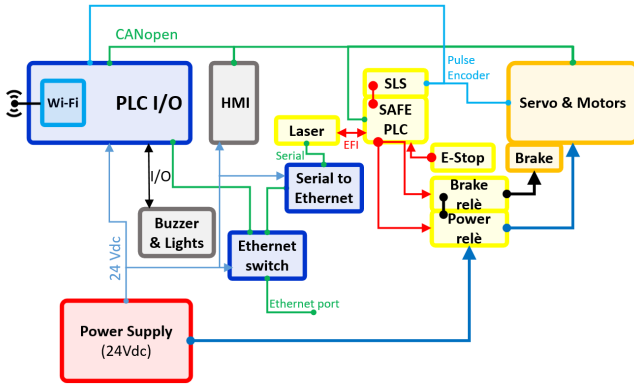 CANopen
Pulse
Encoder
Wi-Fi
PLC I/O
HMI
SLS
SAFE
PLC
Servo & Motors
Laser
EFI
Serial
E-Stop
Brake
I/O
Serial to
Ethernet
Brake
relè
Power
relè
Buzzer
& Lights
24 Vdc
Ethernet
switch
Ethernet port
Power Supply
(24Vdc)